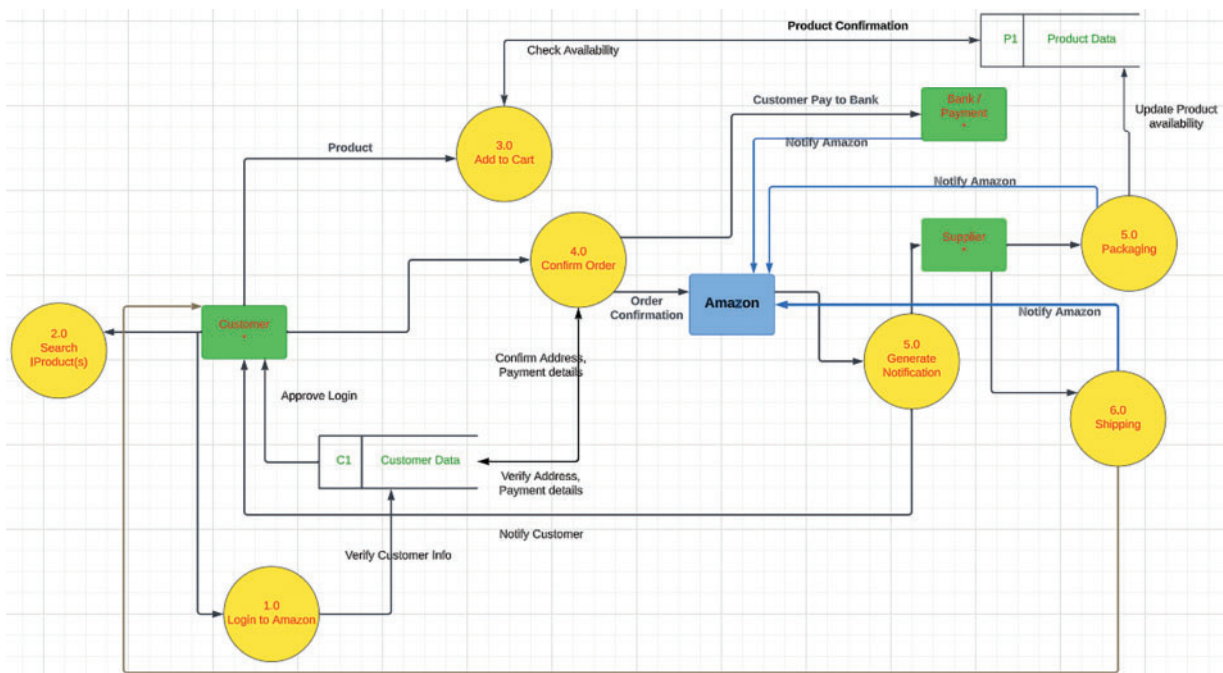 Product Confirmation
P1
Product Data
Check Availability
Customer Pay to Bank
Bank /
Payment
Update Product
availability
Notify Amazon
Product
3.0
Add to Cart
Notify Amazon
4.0
Confirm Order
Supplier
5.0
Packaging
Order
Confirmation
Amazon
Notify Amazon
Customer
2.0
Search
IProduct(s)
5.0
Generate
Notification
Confirm Address,
Payment details
Approve Login
6.0
Shipping
C1
Customer Data
Verify Address,
Payment details
Notify Customer
Verify Customer Info
1.0
Login to Amazon